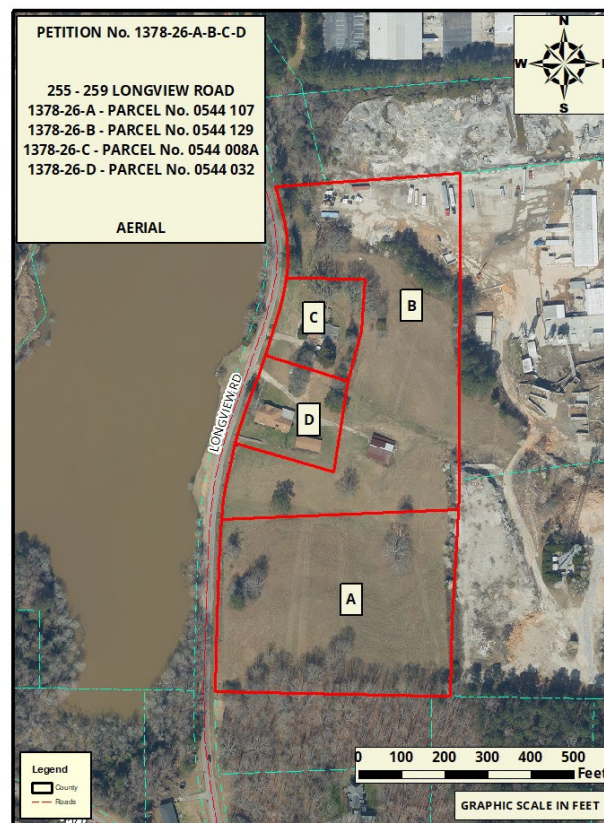 PETITION No. 1378-26-A-B-C-D
255 - 259 LONGVIEW ROAD
1378-26-A - PARCEL No. 0544 107
1378-26-B - PARCEL No. 0544 129
1378-26-C - PARCEL No. 0544 008A
1378-26-D - PARCEL No. 0544 032
AERIAL
N
W
S
C
B
D
LONGVIEW RD
A
Legend
County
Roads
0 100 200 300 400 500
Feet
GRAPHIC SCALE IN FEET